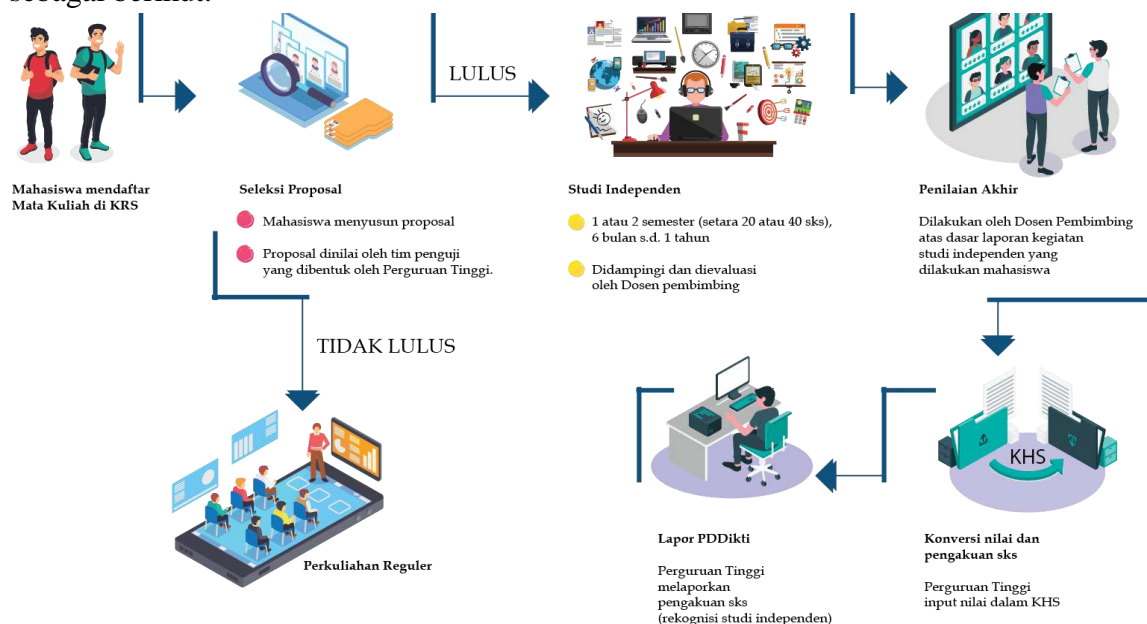 sebagai berikut:
LULUS
Mahasiswa mendaftar
Mata Kuliah di KRS
Seleksi Proposal
Mahasiswa menyusun proposal
Proposal dinilai oleh tim penguji
yang dibentuk oleh Perguruan Tinggi.
Studi Independen
1 atau 2 semester (setara 20 atau 40 sks),
6 bulan s.d. 1 tahun
Didampingi dan dievaluasi
oleh Dosen pembimbing
Penilaian Akhir
Dilakukan oleh Dosen Pembimbing
atas dasar laporan kegiatan
studi independen yang
dilakukan mahasiswa
TIDAK LULUS
Perkuliahan Reguler
KHS
Lapor PDDikti
Perguruan Tinggi
melaporkan
pengakuan sks
(rekognisi studi independen)
Konversi nilai dan
pengakuan sks
Perguruan Tinggi
input nilai dalam KHS